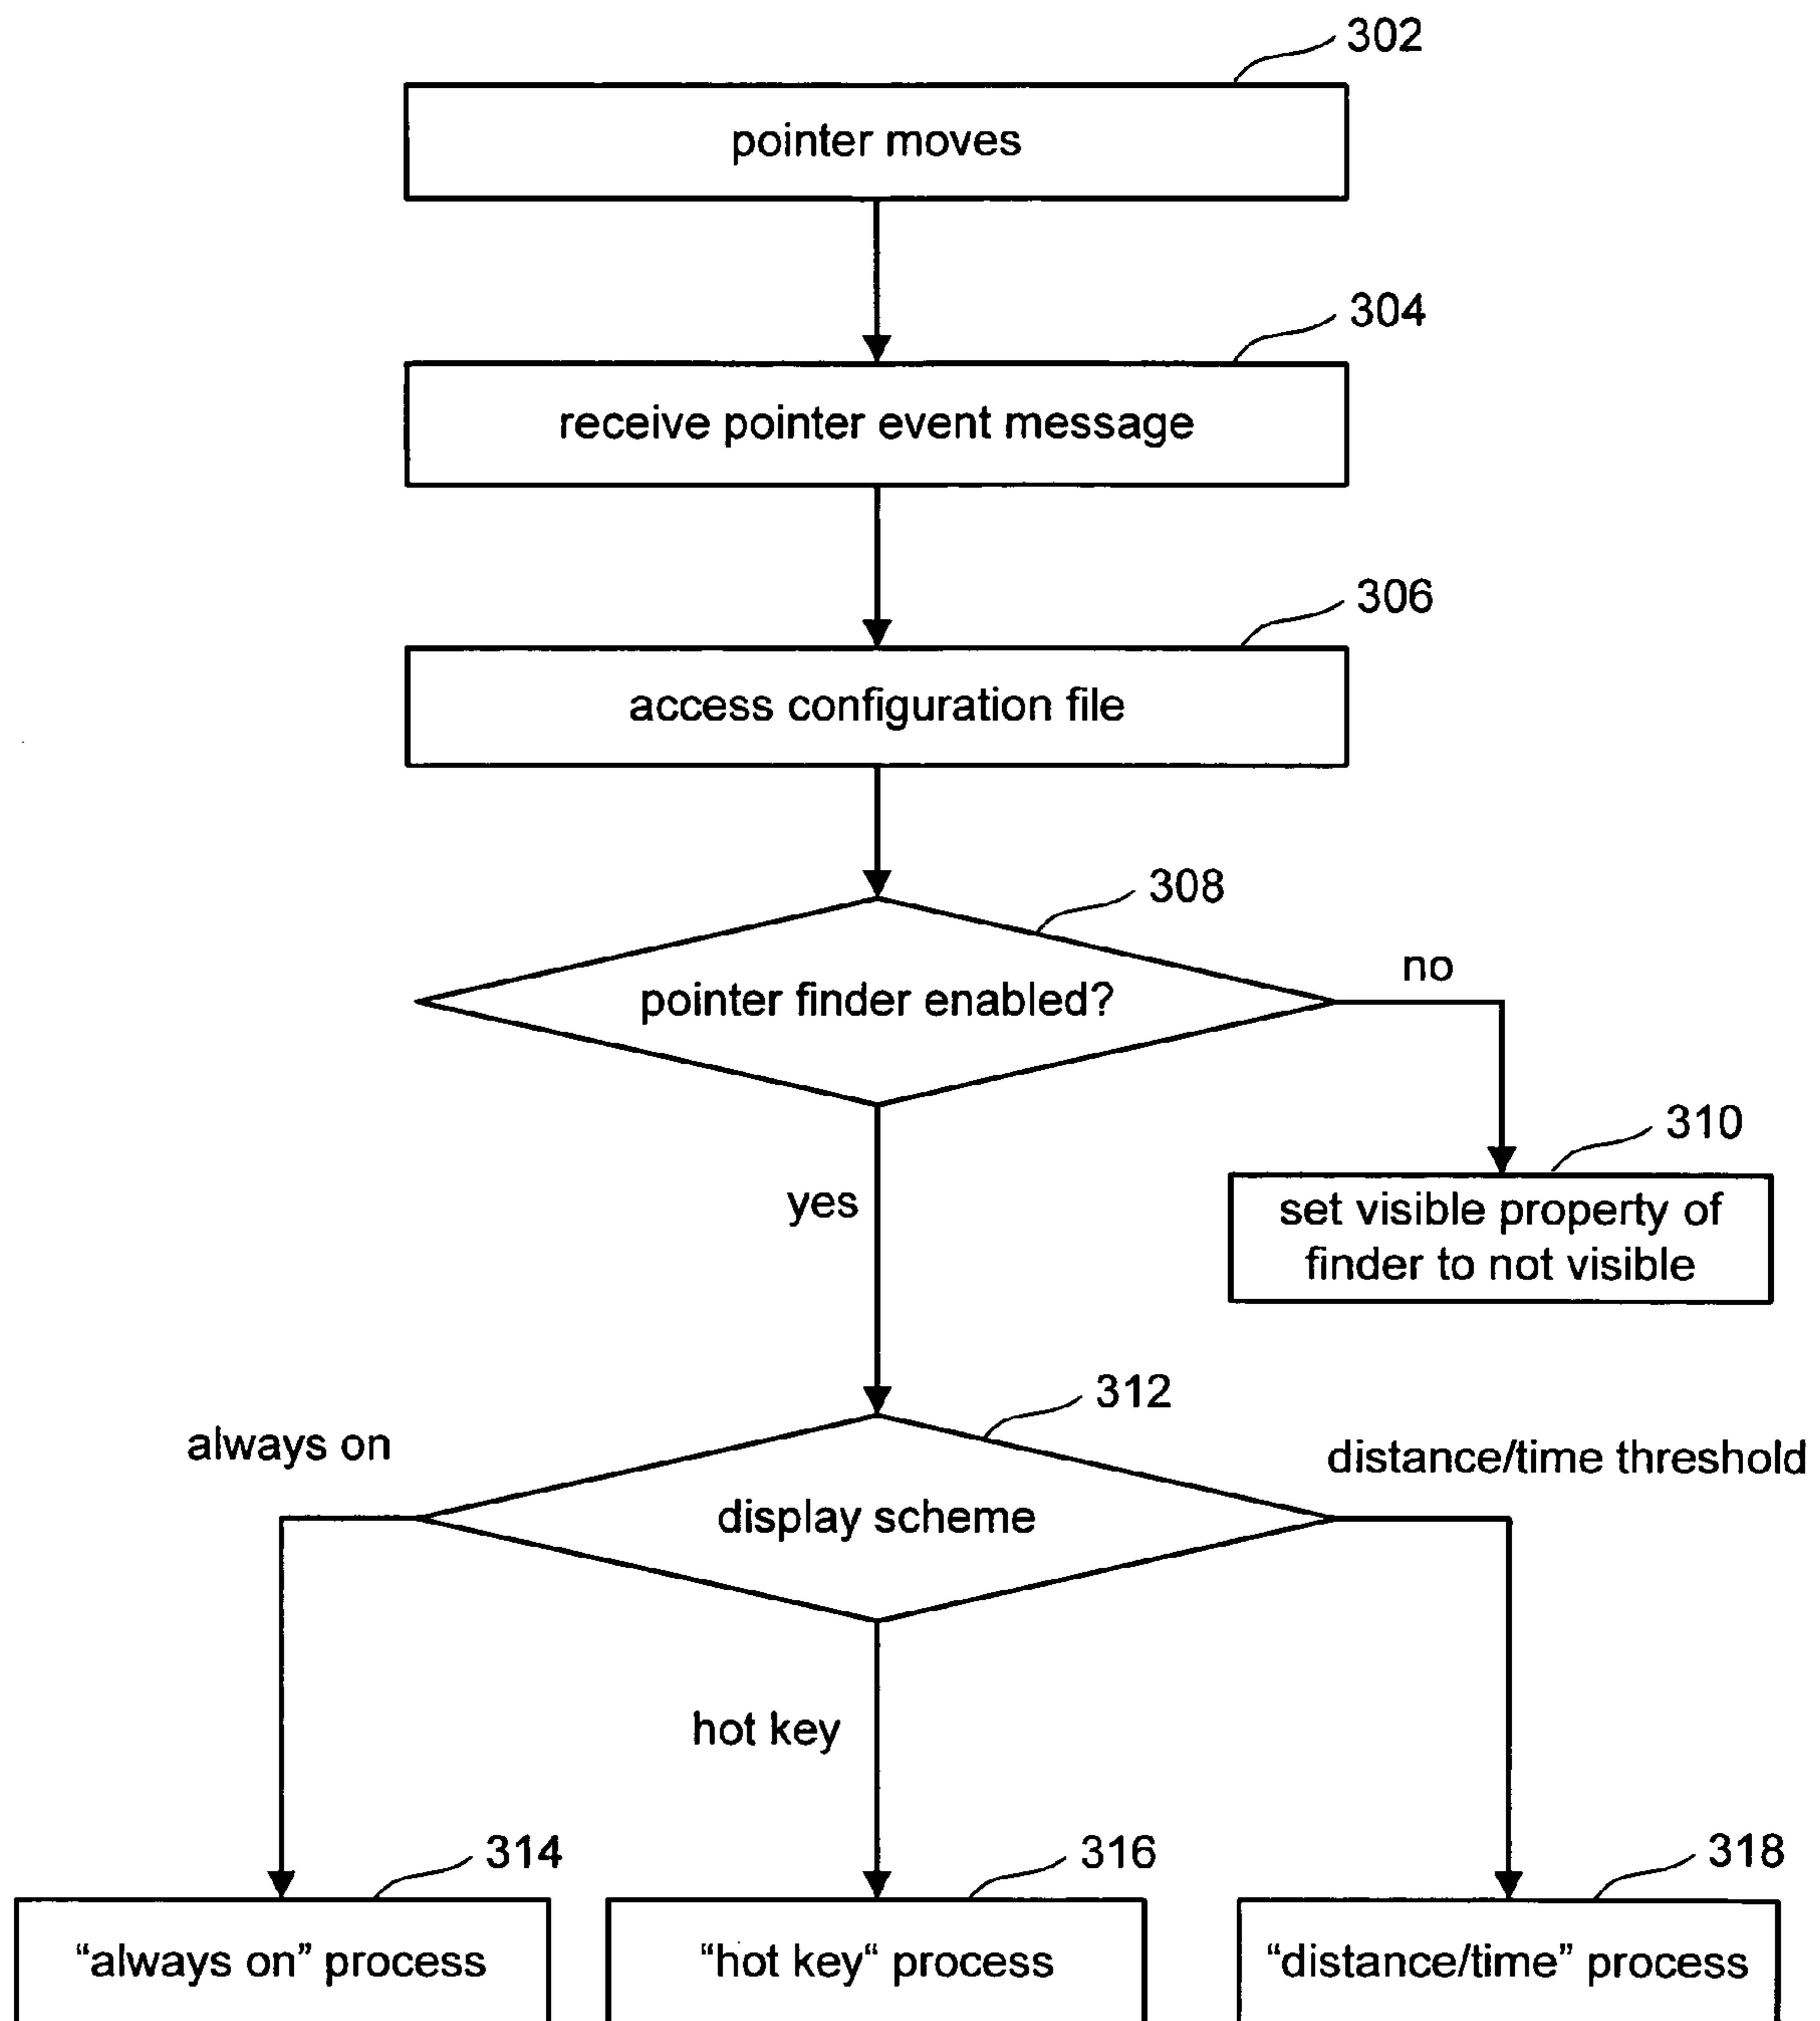 302
pointer moves
304
receive pointer event message
306
access configuration file
308
pointer finder enabled?
no
310
yes
set visible property of
finder to not visible
312
always on
distance/time threshold
display scheme
hot key
314
316
318
“always on” process
“hot key“ process
“distance/time” process